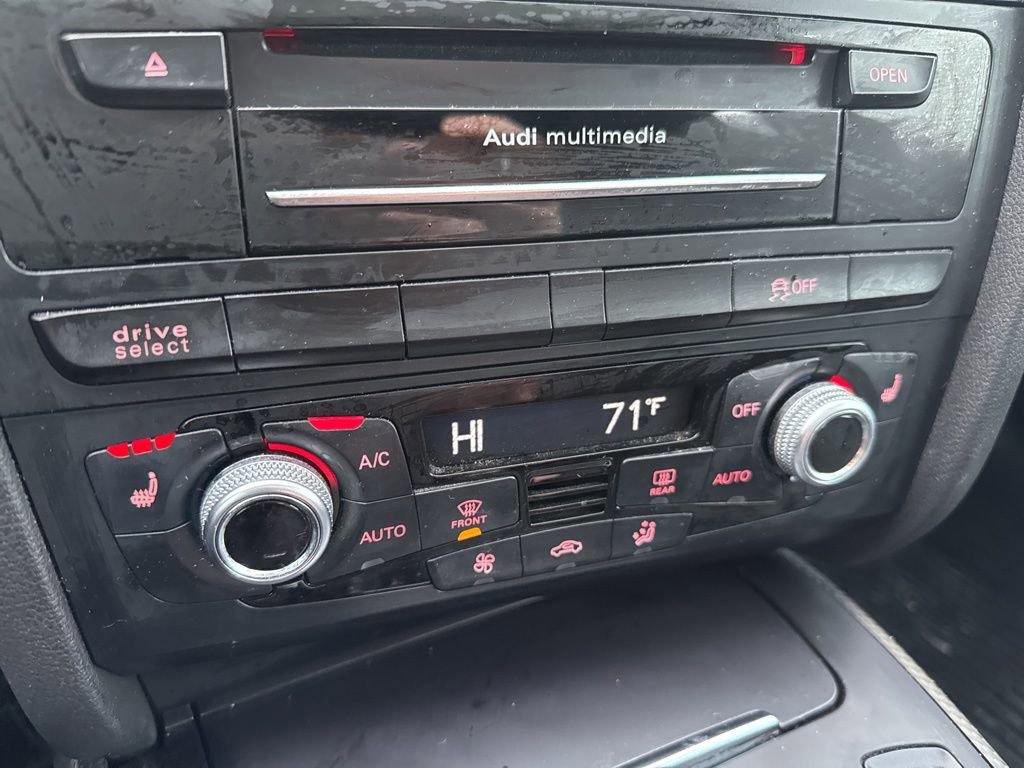 OPEN
Audi multimedia
OFF
drive
select
HI 71°F
OFF
A/C
REAR
AUTO
FRONT
AUTO